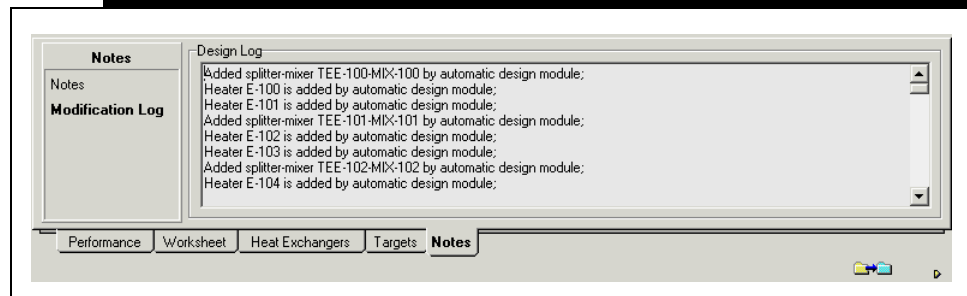 Notes
Notes
Modification Log
Design Log
Added splitter-mixer TEE-100-MIX-100 by automatic design module;
Heater E-100 is added by automatic design module;
Heater E-101 is added by automatic design module;
Added splitter-mixer TEE-101-MIX-101 by automatic design module;
Heater E-102 is added by automatic design module;
Heater E-103 is added by automatic design module;
Added splitter-mixer TEE-102-MIX-102 by automatic design module;
Heater E-104 is added by automatic design module;
Performance Worksheet Heat Exchangers Targets Notes